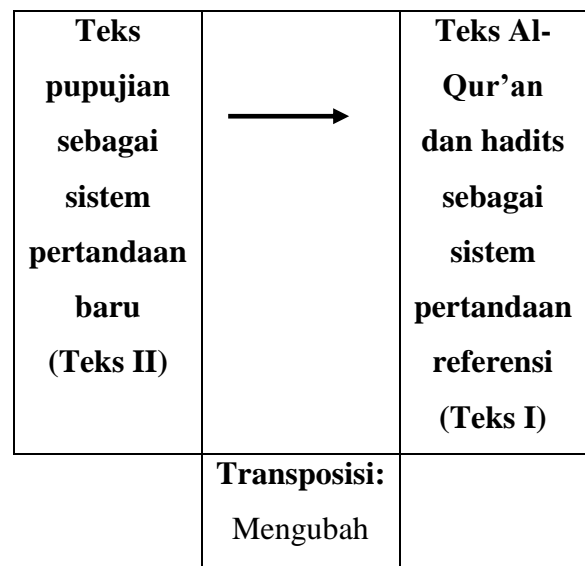 Teks
pupujian
sebagai
sistem
pertandaan
baru
(Teks II)
Teks Al-
Qur’an
dan hadits
sebagai
sistem
pertandaan
referensi
(Teks I)
Transposisi:
Mengubah